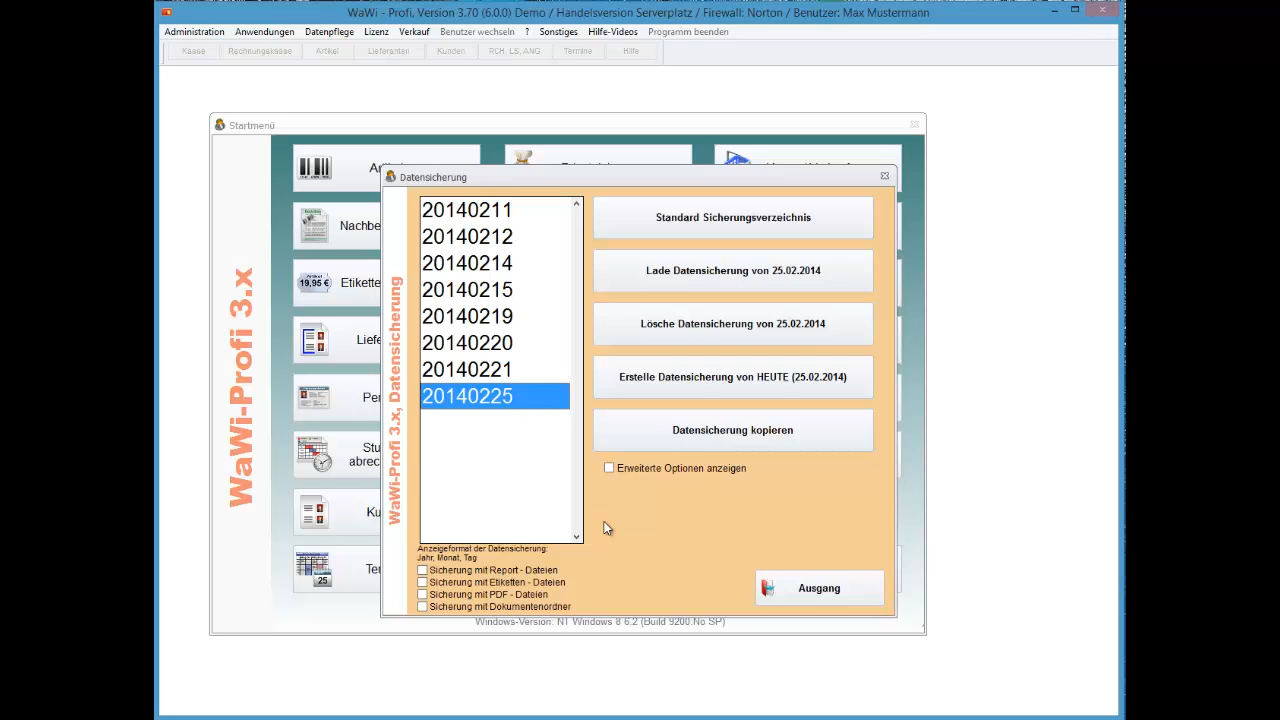 WaWi - Profi, Version 3.70 (6.0.0) Demo / Handelsversion Serverplatz / Firewall: Norton / Benutzer: Max Mustermann
Administration Anwendungen Datenpflege Lizenz Verkauf Benutzer wechseln ? Sonstiges Hilfe-Videos Programm beenden
Kasse Rechnungskasse Artikel Lieferanten Kunden RCH, LS, ANG Termine Hilfe
Startmenü
WaWi-Profi 3.x
Nachbe
19,95 €
Etikette
Liefe
Pe
Stu
abrec
Ku
Te
25
Datensicherung
WaWi-Profi 3.x, Datensicherung
20140211
20140212
20140214
20140215
20140219
20140220
20140221
20140225
Standard Sicherungsverzeichnis
Lade Datensicherung von 25.02.2014
Lösche Datensicherung von 25.02.2014
Erstelle Datensicherung von HEUTE (25.02.2014)
Datensicherung kopieren
Erweiterte Optionen anzeigen
Anzeigeformat der Datensicherung:
Jahr, Monat, Tag
Sicherung mit Report - Dateien
Sicherung mit Etiketten - Dateien
Sicherung mit PDF - Dateien
Sicherung mit Dokumentenordner
Ausgang
Windows-Version: NT Windows 8 6.2 (Build 9200.No SP)